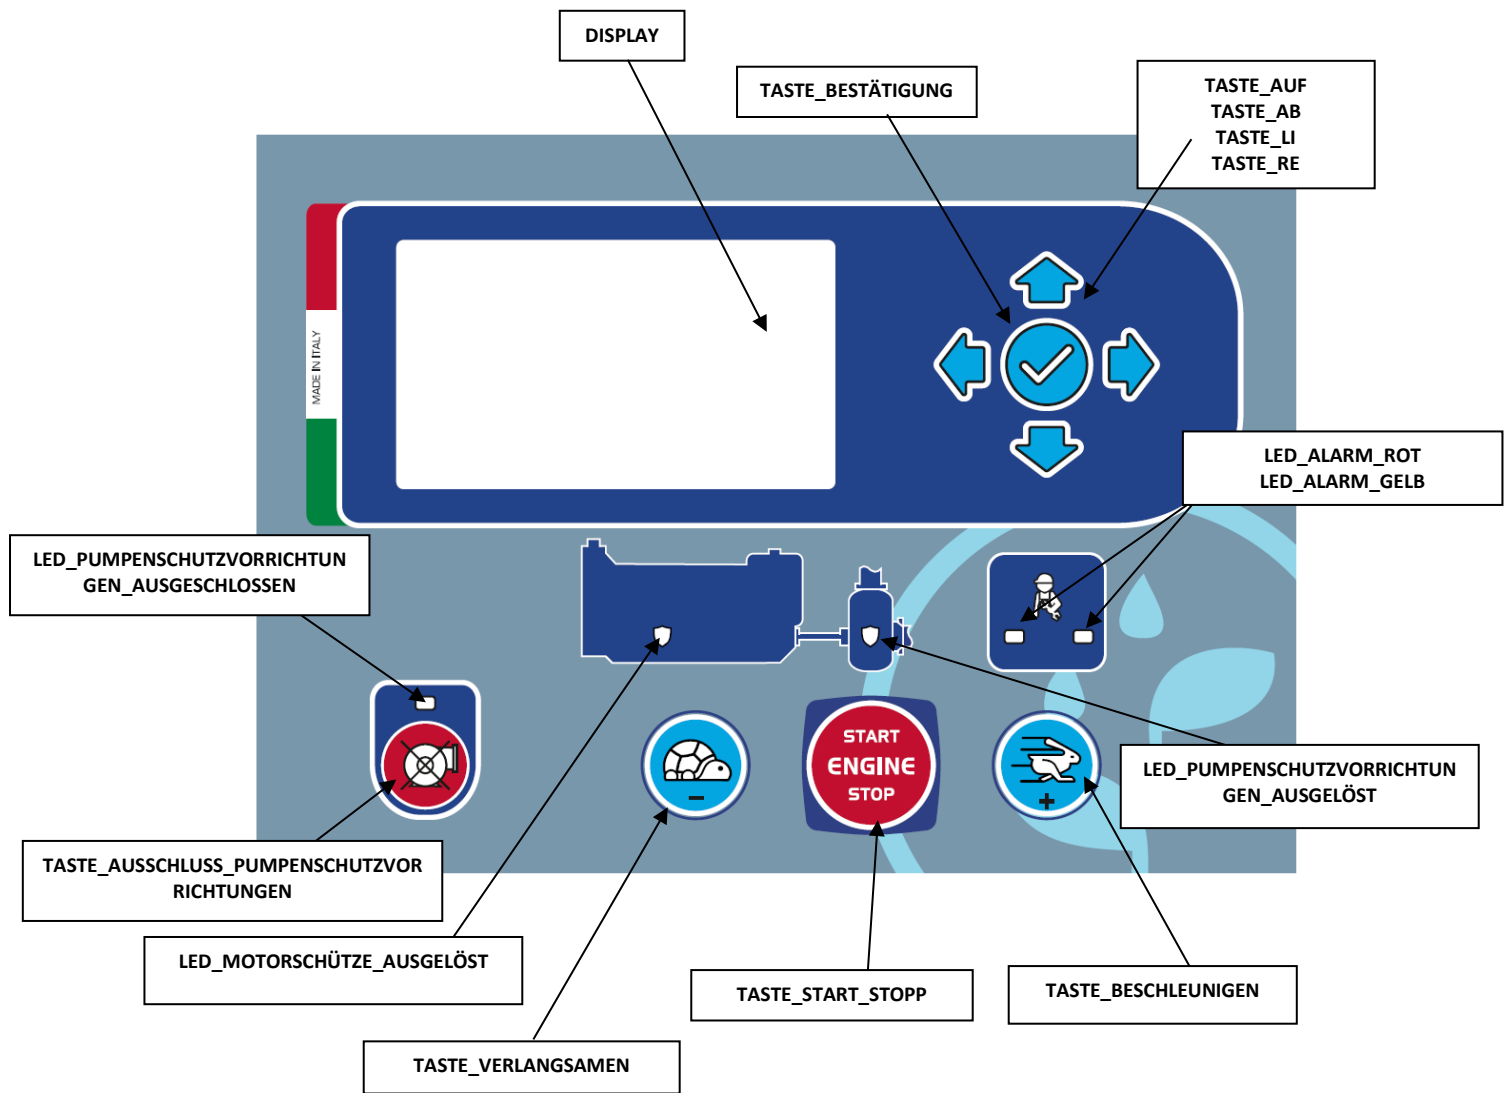 DISPLAY
TASTE_BESTÄTIGUNG
TASTE_AUF
TASTE_AB
TASTE_LI
TASTE_RE
MADE IN ITALY
LED_ALARM_ROT
LED_ALARM_GELB
LED_PUMPENSCHUTZVORRICHTUN
GEN_AUSGESCHLOSSEN
START
ENGINE
STOP
-
+
LED_PUMPENSCHUTZVORRICHTUN
GEN_AUSGELÖST
TASTE_AUSSCHLUSS_PUMPENSCHUTZVOR
RICHTUNGEN
LED_MOTORSCHÜTZE_AUSGELÖST
TASTE_START_STOPP
TASTE_BESCHLEUNIGEN
TASTE_VERLANGSAMEN